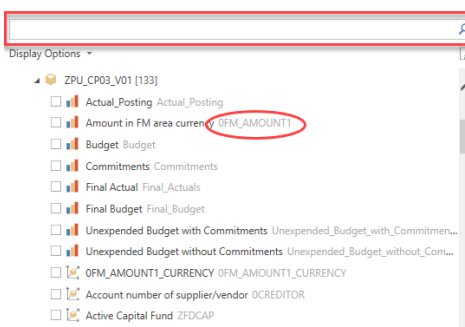 Display Options
ZPU_CP03_V01 [133]
Actual_Posting Actual_Posting
Amount in FM area currency 0FM_AMOUNT1
Budget Budget
Commitments Commitments
Final Actual Final_Actuals
Final Budget Final_Budget
Unexpended Budget with Commitments Unexpended_Budget_with_Commitmen...
Unexpended Budget without Commitments Unexpended_Budget_without_Com...
0FM_AMOUNT1_CURRENCY 0FM_AMOUNT1_CURRENCY
Account number of supplier/vendor 0CREDITOR
Active Capital Fund ZFDCAP